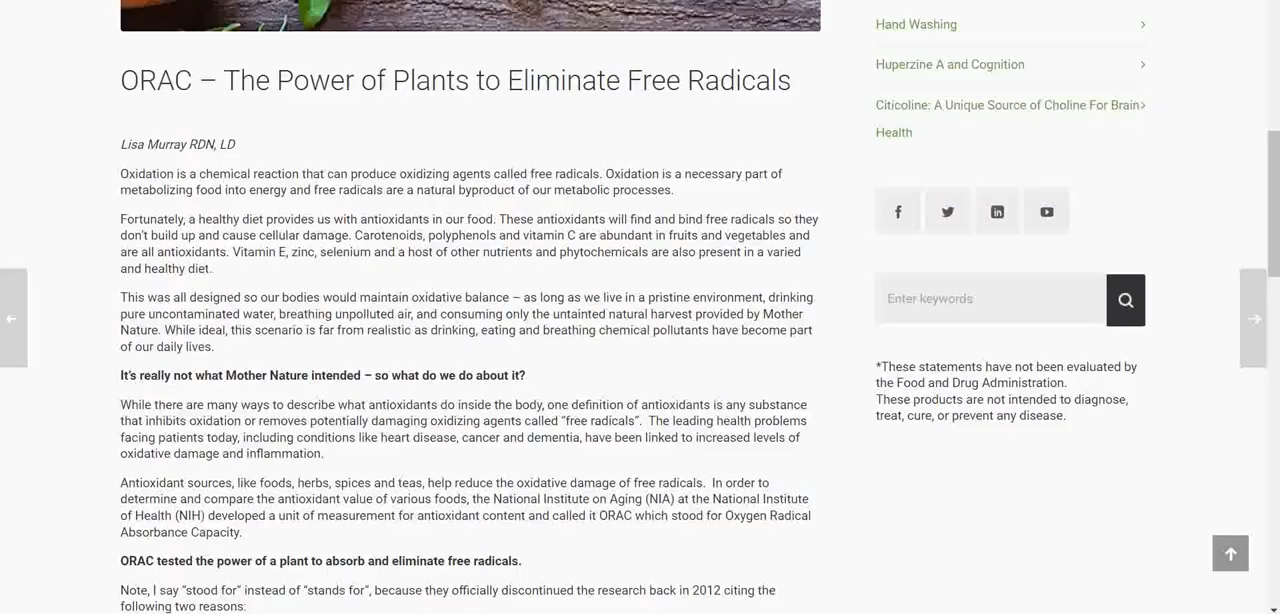 ORAC – The Power of Plants to Eliminate Free Radicals
Lisa Murray RDN, LD
Oxidation is a chemical reaction that can produce oxidizing agents called free radicals. Oxidation is a necessary part of
metabolizing food into energy and free radicals are a natural byproduct of our metabolic processes.
Fortunately, a healthy diet provides us with antioxidants in our food. These antioxidants will find and bind free radicals so they
don’t build up and cause cellular damage. Carotenoids, polyphenols and vitamin C are abundant in fruits and vegetables and
are all antioxidants. Vitamin E, zinc, selenium and a host of other nutrients and phytochemicals are also present in a varied
and healthy diet.
This was all designed so our bodies would maintain oxidative balance – as long as we live in a pristine environment, drinking
pure uncontaminated water, breathing unpolluted air, and consuming only the untainted natural harvest provided by Mother
Nature. While ideal, this scenario is far from realistic as drinking, eating and breathing chemical pollutants have become part
of our daily lives.
It’s really not what Mother Nature intended – so what do we do about it?
While there are many ways to describe what antioxidants do inside the body, one definition of antioxidants is any substance
that inhibits oxidation or removes potentially damaging oxidizing agents called “free radicals”.  The leading health problems
facing patients today, including conditions like heart disease, cancer and dementia, have been linked to increased levels of
oxidative damage and inflammation.
Antioxidant sources, like foods, herbs, spices and teas, help reduce the oxidative damage of free radicals.  In order to
determine and compare the antioxidant value of various foods, the National Institute on Aging (NIA) at the National Institute
of Health (NIH) developed a unit of measurement for antioxidant content and called it ORAC which stood for Oxygen Radical
Absorbance Capacity.
ORAC tested the power of a plant to absorb and eliminate free radicals.
Note, I say “stood for” instead of “stands for”, because they officially discontinued the research back in 2012 citing the
following two reasons:
Hand Washing
Huperzine A and Cognition
Citicoline: A Unique Source of Choline For Brain
Health
Enter keywords
*These statements have not been evaluated by
the Food and Drug Administration.
These products are not intended to diagnose,
treat, cure, or prevent any disease.